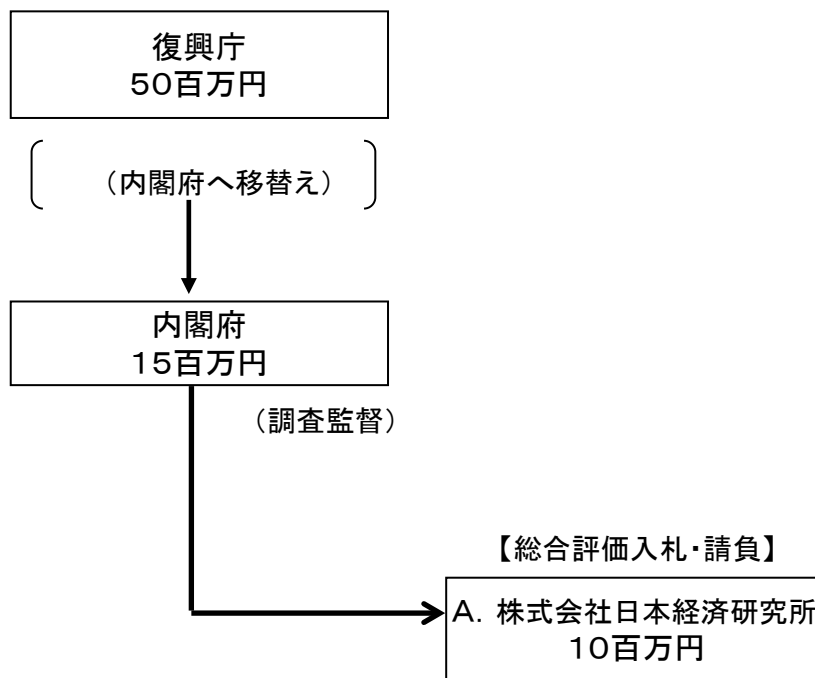 復興庁
50百万円
（内閣府へ移替え）
内閣府
15百万円
（調査監督）
【総合評価入札・請負】
A. 株式会社日本経済研究所
10百万円